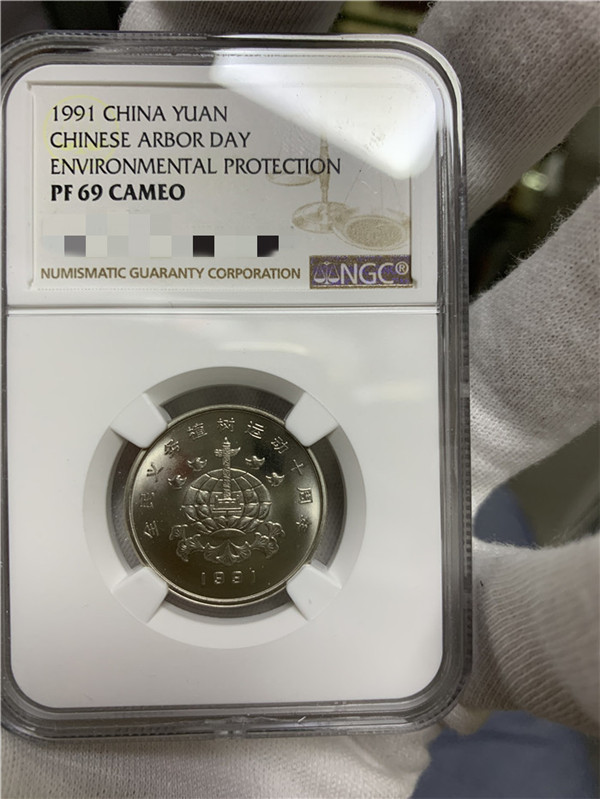 1991 CHINA YUAN
CHINESE ARBOR DAY
ENVIRONMENTAL PROTECTION
PF 69 CAMEO
NUMISMATIC GUARANTY CORPORATION
NGC®
全民义务植树运动十周年
1991